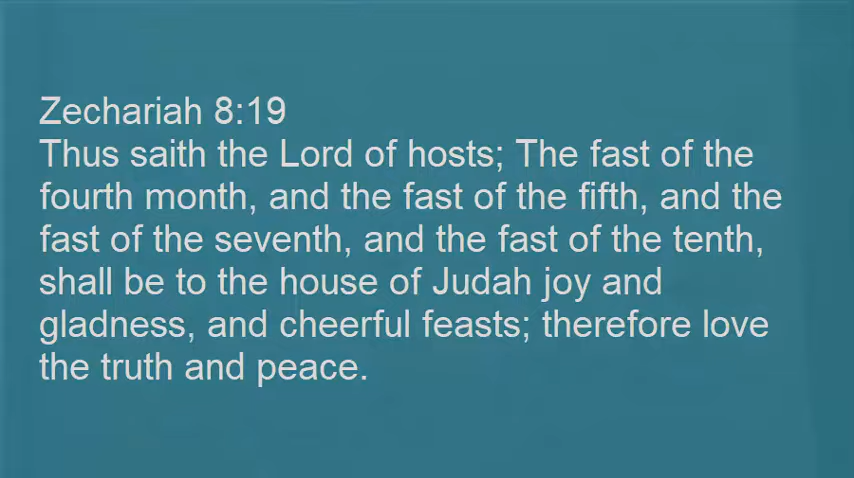 Zechariah 8:19
Thus saith the Lord of hosts; The fast of the
fourth month, and the fast of the fifth, and the
fast of the seventh, and the fast of the tenth,
shall be to the house of Judah joy and
gladness, and cheerful feasts; therefore love
the truth and peace.